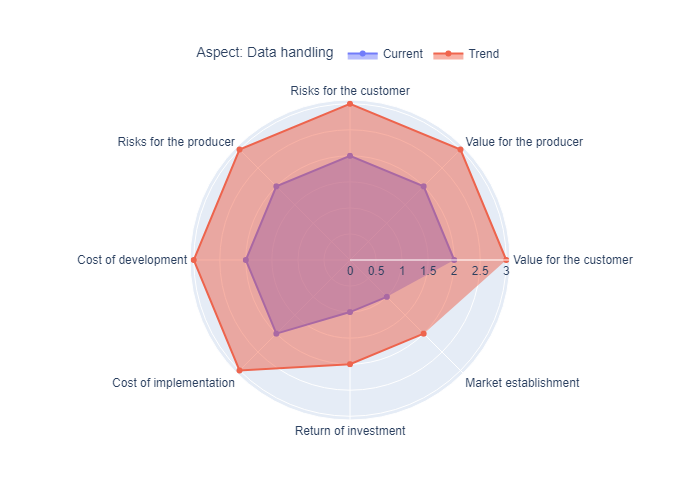 Aspect: Data handling
Current
Trend
Risks for the customer
Risks for the producer
Value for the producer
Cost of development
Value for the customer
0 0.5 1 1.5 2 2.5 3
Cost of implementation
Market establishment
Return of investment